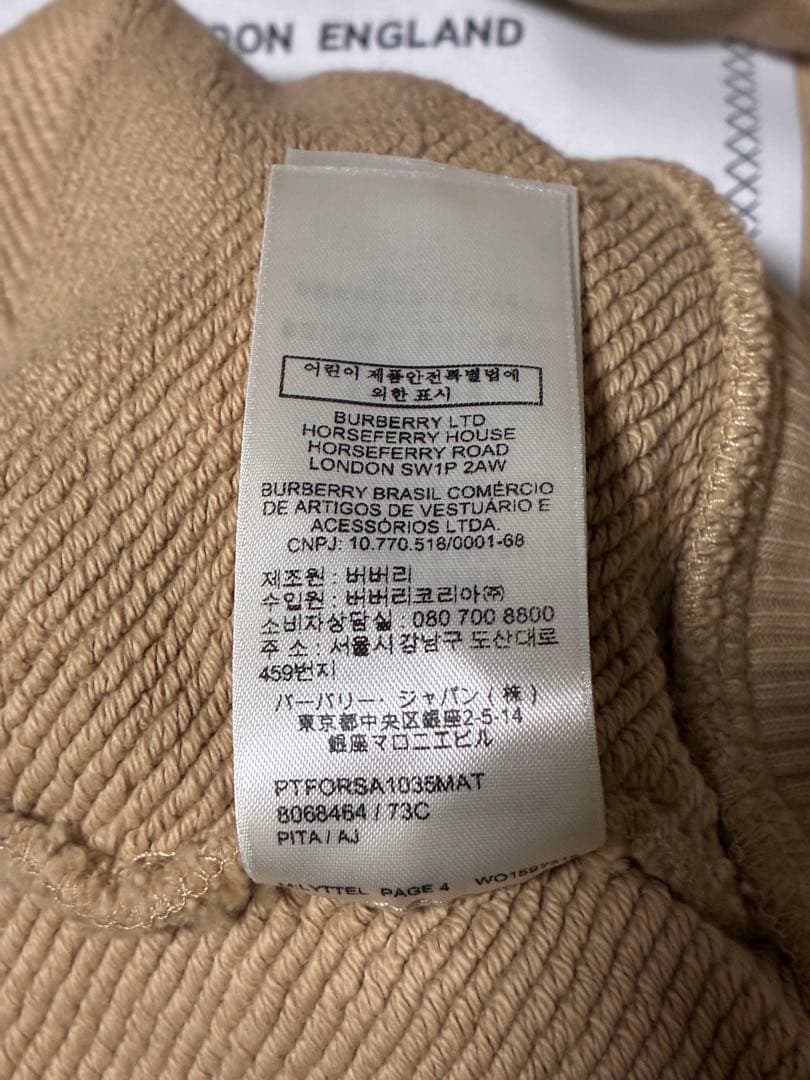 ON ENGLAND
어린이 제품안전특별법에
의한 표시
BURBERRY LTD
HORSEFERRY HOUSE
HORSEFERRY ROAD
LONDON SW1P 2AW
BURBERRY BRASIL COMÉRCIO
DE ARTIGOS DE VESTUÁRIO E
ACESSÓRIOS LTDA.
CNPJ: 10.770.518/0001-68
제조원 : 버버리
수입원 : 버버리코리아㈜
소비자상담실 : 080 700 8800
주 소 : 서울시강남구 도산대로
459번지
バーバリー・ジャパン(株)
東京都中央区銀座2-5-14
銀座マロニエビル
PTFORSA1035MAT
8068464 / 73C
PITA / AJ
LYTTEL PAGE 4